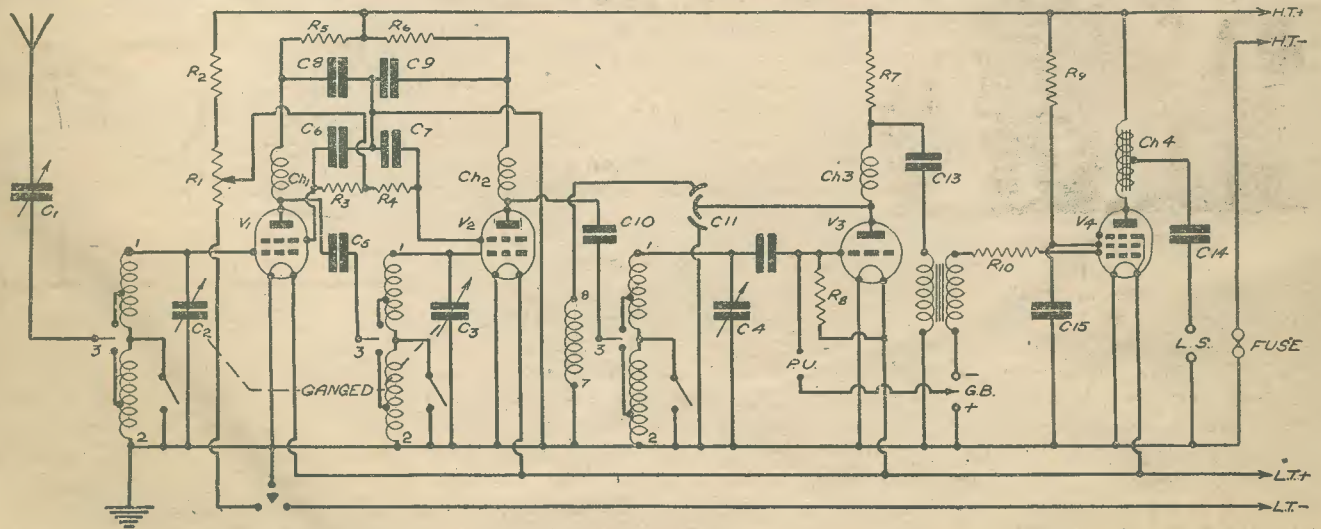 H.T.+
H.T.-
R5
R6
R2
C8
C9
R7
R9
C6
C7
Ch4
R1
Ch1
R3
R4
Ch2
Ch3
C13
C1
V1
V2
C11
V3
V4
C5
C10
C14
1
1
1
R10
8
R8
C2
C3
C4
C15
L.S.
FUSE
3
3
3
P.U.
-
GANGED
7
G.B.
+
2
2
2
L.T.+
L.T.-